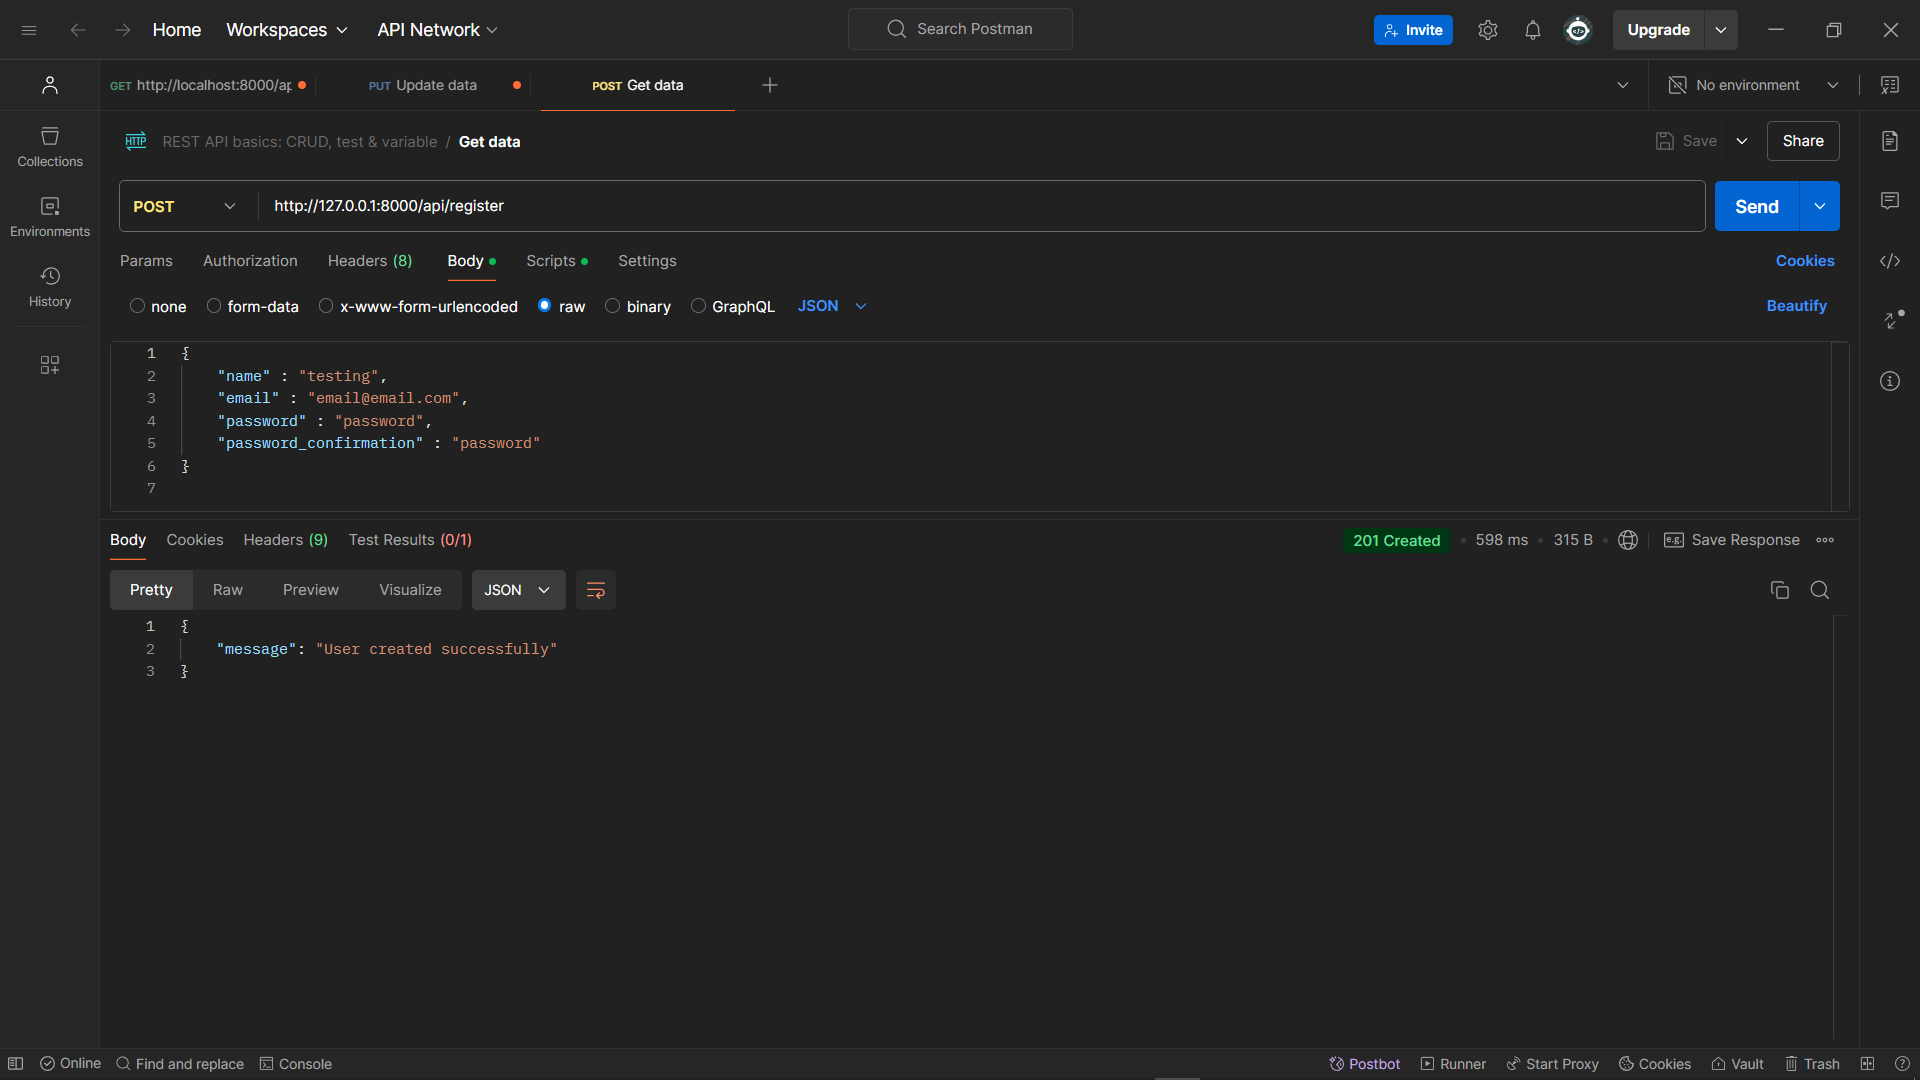 Home Workspaces API Network Search Postman Invite Upgrade
GET http://localhost:8000/ap PUT Update data POST Get data No environment
REST API basics: CRUD, test & variable / Get data Save Share
Collections
POST http://127.0.0.1:8000/api/register Send
Environments
Params Authorization Headers (8) Body Scripts Settings Cookies
History
none form-data x-www-form-urlencoded raw binary GraphQL JSON Beautify
1 {
2 "name" : "testing",
3 "email" : "email@email.com",
4 "password" : "password",
5 "password_confirmation" : "password"
6 }
7
Body Cookies Headers (9) Test Results (0/1) 201 Created 598 ms 315 B e.g. Save Response
Pretty Raw Preview Visualize JSON
1 {
2 "message": "User created successfully"
3 }
Online Find and replace Console Postbot Runner Start Proxy Cookies Vault Trash